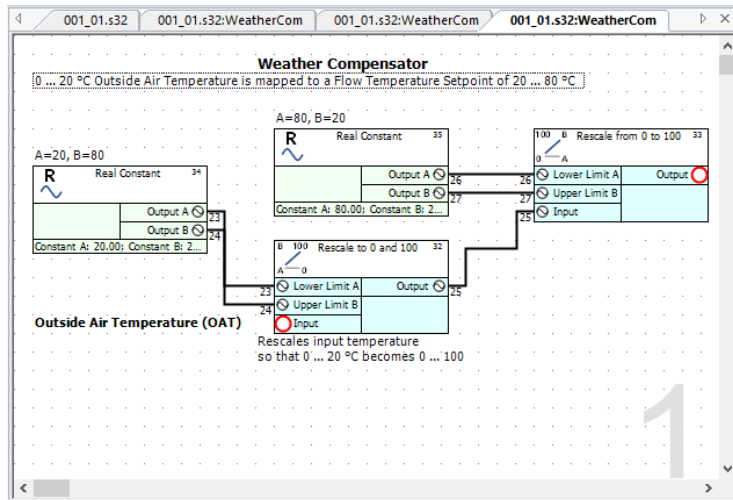 001_01.s32
001_01.s32:WeatherCom
001_01.s32:WeatherCom
001_01.s32:WeatherCom
Weather Compensator
0 ... 20 °C Outside Air Temperature is mapped to a Flow Temperature Setpoint of 20 ... 80 °C
A=80, B=20
R
Real Constant
35
Output A
26
Output B
27
Constant A: 80.00; Constant B: 2...
100 B
0 A
Rescale from 0 to 100
33
26
Lower Limit A
Output
27
Upper Limit B
25
Input
A=20, B=80
R
Real Constant
34
Output A
23
Output B
24
Constant A: 20.00; Constant B: 2...
B 100
A 0
Rescale to 0 and 100
32
23
Lower Limit A
Output
25
24
Upper Limit B
Input
Outside Air Temperature (OAT)
Rescales input temperature
so that 0 ... 20 °C becomes 0 ... 100
1